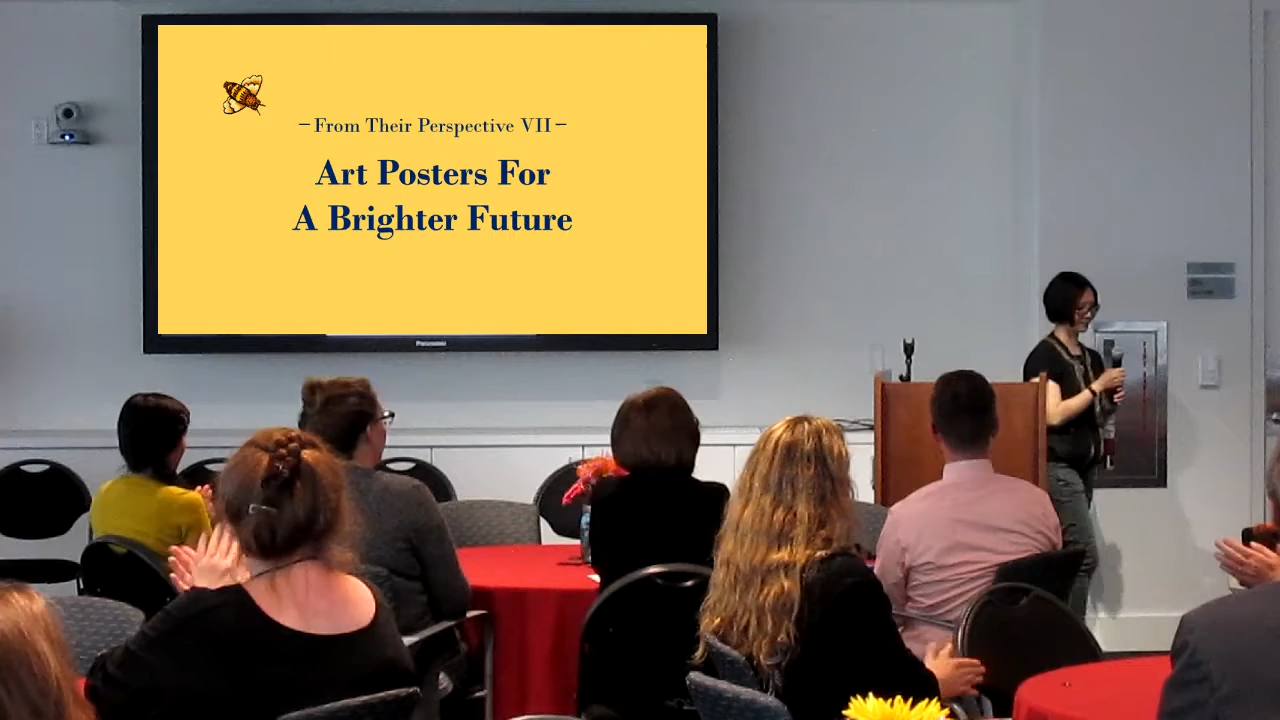 —From Their Perspective VII—
Art Posters For
A Brighter Future
Panasonic